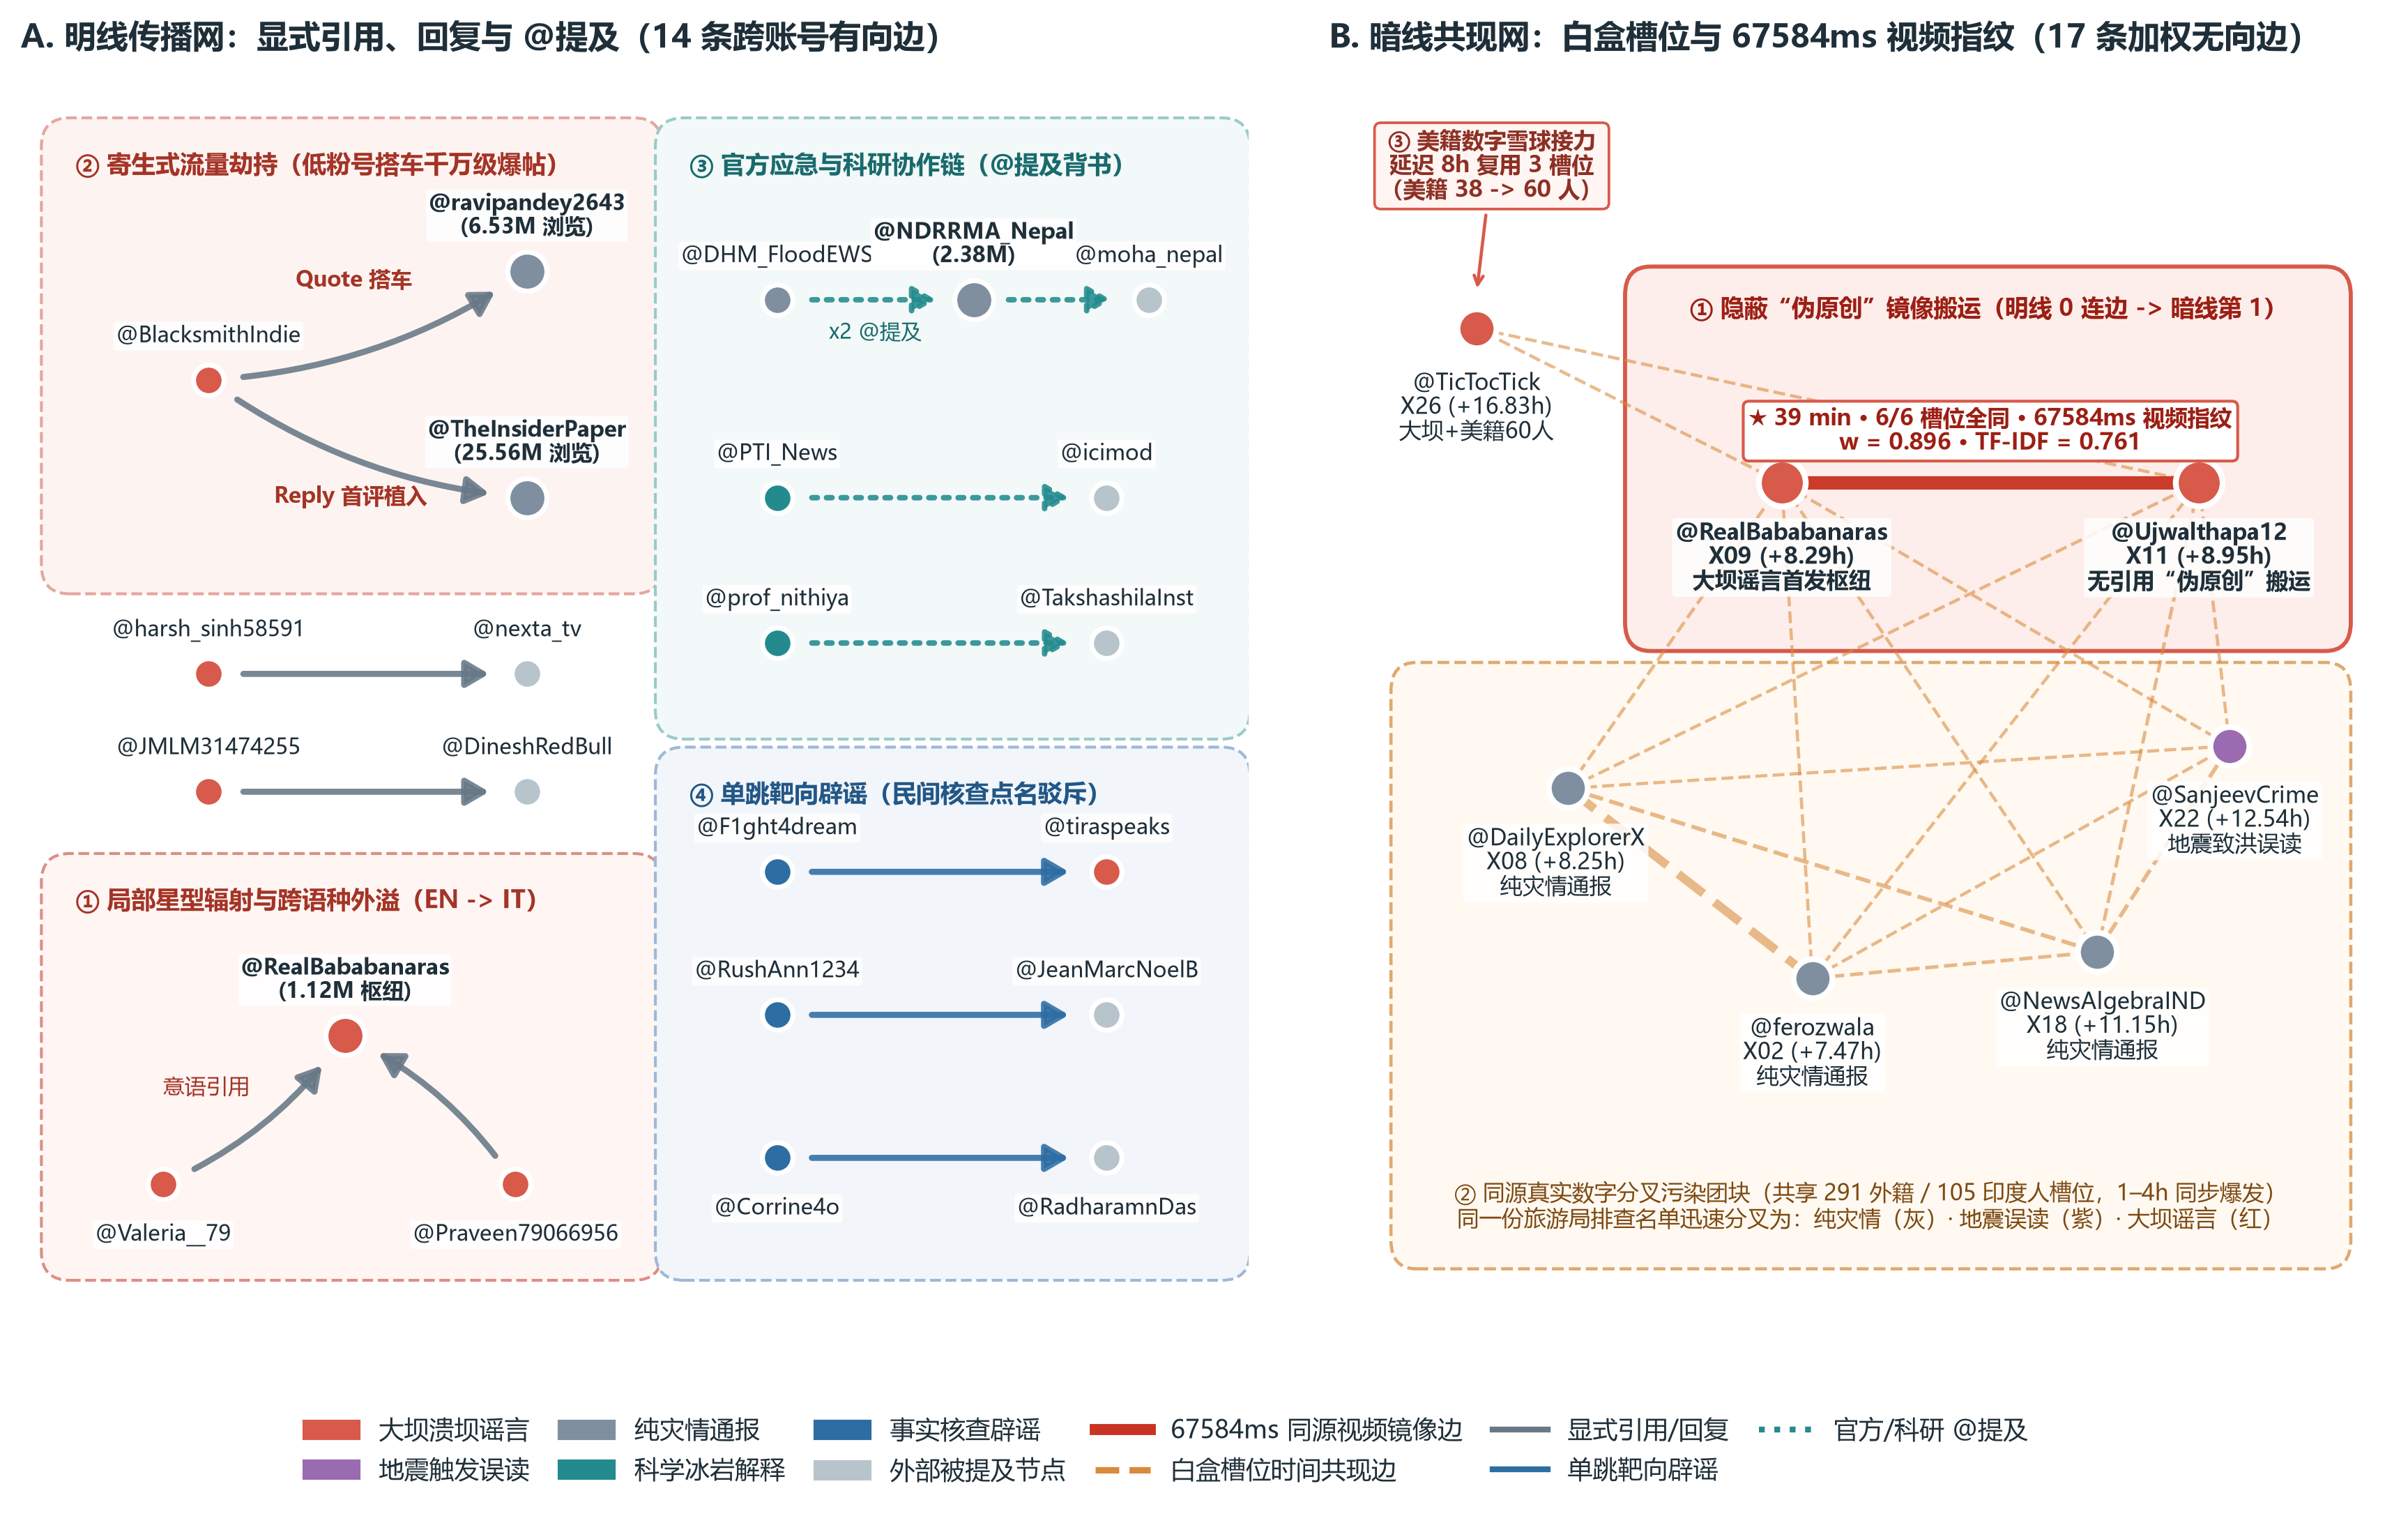 A. 明线传播网：显式引用、回复与 @提及（14 条跨账号有向边）
② 寄生式流量劫持（低粉号搭车千万级爆帖）
@ravipandey2643
(6.53M 浏览)
Quote 搭车
@BlacksmithIndie
@TheInsiderPaper
(25.56M 浏览)
Reply 首评植入
@harsh_sinh58591
@nexta_tv
@JMLM31474255
@DineshRedBull
① 局部星型辐射与跨语种外溢（EN -> IT）
@RealBababanaras
(1.12M 枢纽)
意语引用
@Valeria__79
@Praveen79066956
③ 官方应急与科研协作链（@提及背书）
@DHM_FloodEWS
@NDRRMA_Nepal
(2.38M)
@moha_nepal
x2 @提及
@PTI_News
@icimod
@prof_nithiya
@TakshashilaInst
④ 单跳靶向辟谣（民间核查点名驳斥）
@F1ght4dream
@tiraspeaks
@RushAnn1234
@JeanMarcNoelB
@Corrine4o
@RadharamnDas
B. 暗线共现网：白盒槽位与 67584ms 视频指纹（17 条加权无向边）
③ 美籍数字雪球接力
延迟 8h 复用 3 槽位
（美籍 38 -> 60 人）
@TicTocTick
X26 (+16.83h)
大坝+美籍60人
① 隐蔽“伪原创”镜像搬运（明线 0 连边 -> 暗线第 1）
★ 39 min • 6/6 槽位全同 • 67584ms 视频指纹
w = 0.896 • TF-IDF = 0.761
@RealBababanaras
X09 (+8.29h)
大坝谣言首发枢纽
@Ujwalthapa12
X11 (+8.95h)
无引用“伪原创”搬运
@SanjeevCrime
X22 (+12.54h)
地震致洪误读
@DailyExplorerX
X08 (+8.25h)
纯灾情通报
@NewsAlgebraIND
X18 (+11.15h)
纯灾情通报
@ferozwala
X02 (+7.47h)
纯灾情通报
② 同源真实数字分叉污染团块（共享 291 外籍 / 105 印度人槽位，1–4h 同步爆发）
同一份旅游局排查名单迅速分叉为：纯灾情（灰）· 地震误读（紫）· 大坝谣言（红）
大坝溃坝谣言
纯灾情通报
事实核查辟谣
67584ms 同源视频镜像边
显式引用/回复
官方/科研 @提及
地震触发误读
科学冰岩解释
外部被提及节点
白盒槽位时间共现边
单跳靶向辟谣